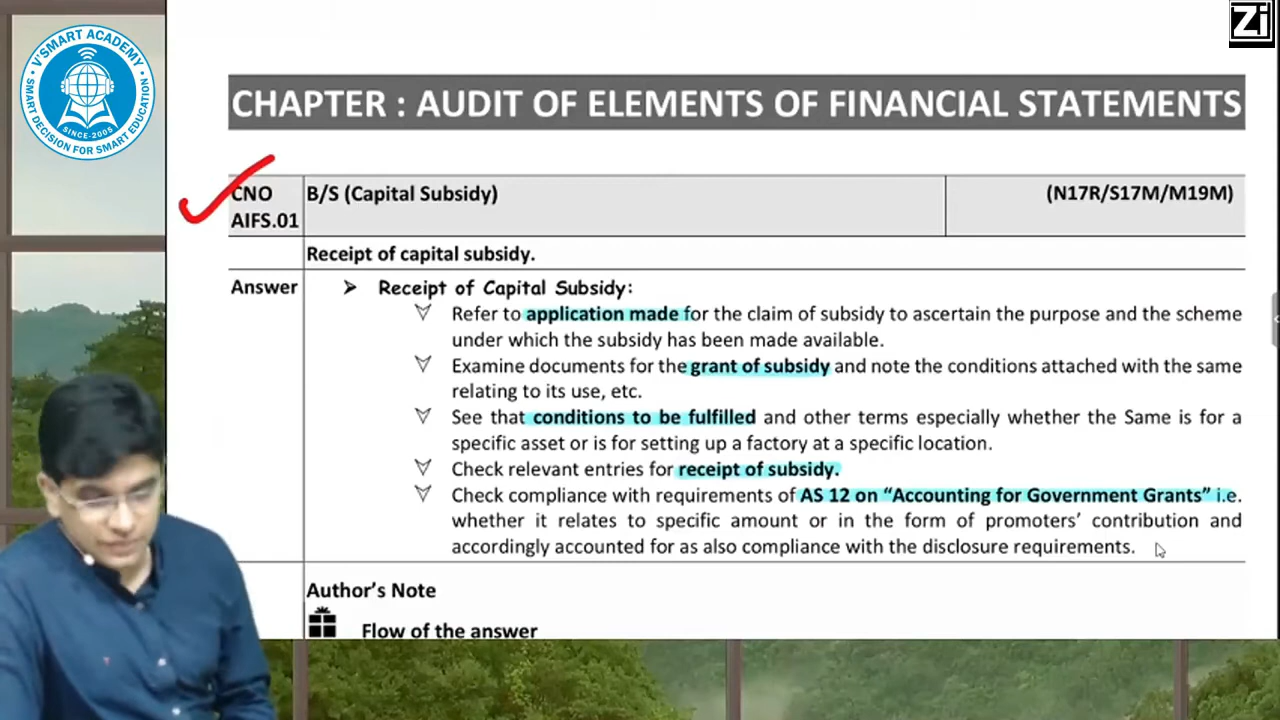 V'SMART ACADEMY
SINCE-2005
SMART DECISION FOR SMART EDUCATION
Zi
CHAPTER : AUDIT OF ELEMENTS OF FINANCIAL STATEMENTS
CNO AIFS.01
B/S (Capital Subsidy)
(N17R/S17M/M19M)
Receipt of capital subsidy.
Answer
➤ Receipt of Capital Subsidy:
Refer to application made for the claim of subsidy to ascertain the purpose and the scheme
under which the subsidy has been made available.
Examine documents for the grant of subsidy and note the conditions attached with the same
relating to its use, etc.
See that conditions to be fulfilled and other terms especially whether the Same is for a
specific asset or is for setting up a factory at a specific location.
Check relevant entries for receipt of subsidy.
Check compliance with requirements of AS 12 on “Accounting for Government Grants” i.e.
whether it relates to specific amount or in the form of promoters’ contribution and
accordingly accounted for as also compliance with the disclosure requirements.
Author’s Note
Flow of the answer